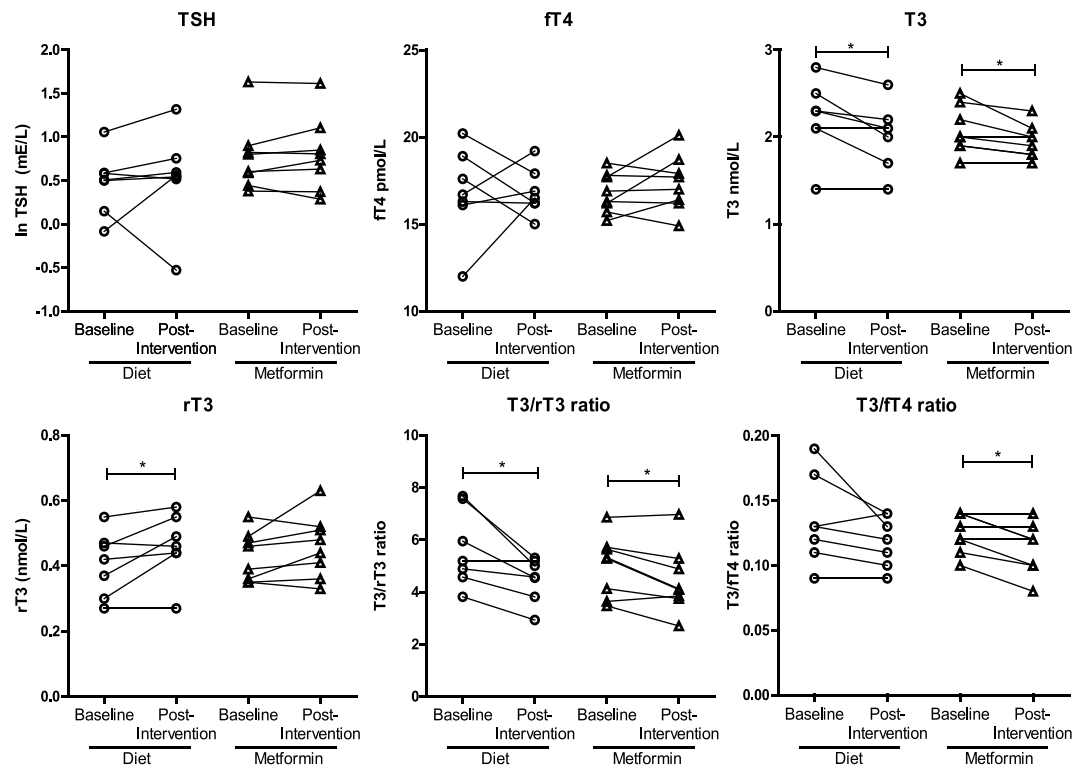 TSH
fT4
T3
2.0
1.5
1.0
0.5
0.0
-0.5
-1.0
ln TSH (mE/L)
Baseline Post-Intervention Baseline Post-Intervention
Diet Metformin
25
20
15
10
fT4 pmol/L
Baseline Post-Intervention Baseline Post-Intervention
Diet Metformin
3
2
1
0
T3 nmol/L
* *
Baseline Post-Intervention Baseline Post-Intervention
Diet Metformin
rT3
T3/rT3 ratio
T3/fT4 ratio
0.8
0.6
0.4
0.2
0.0
rT3 (nmol/L)
*
Baseline Post-Intervention Baseline Post-Intervention
Diet Metformin
10
8
6
4
2
0
T3/rT3 ratio
* *
Baseline Post-Intervention Baseline Post-Intervention
Diet Metformin
0.20
0.15
0.10
0.05
0.00
T3/fT4 ratio
*
Baseline Post-Intervention Baseline Post-Intervention
Diet Metformin